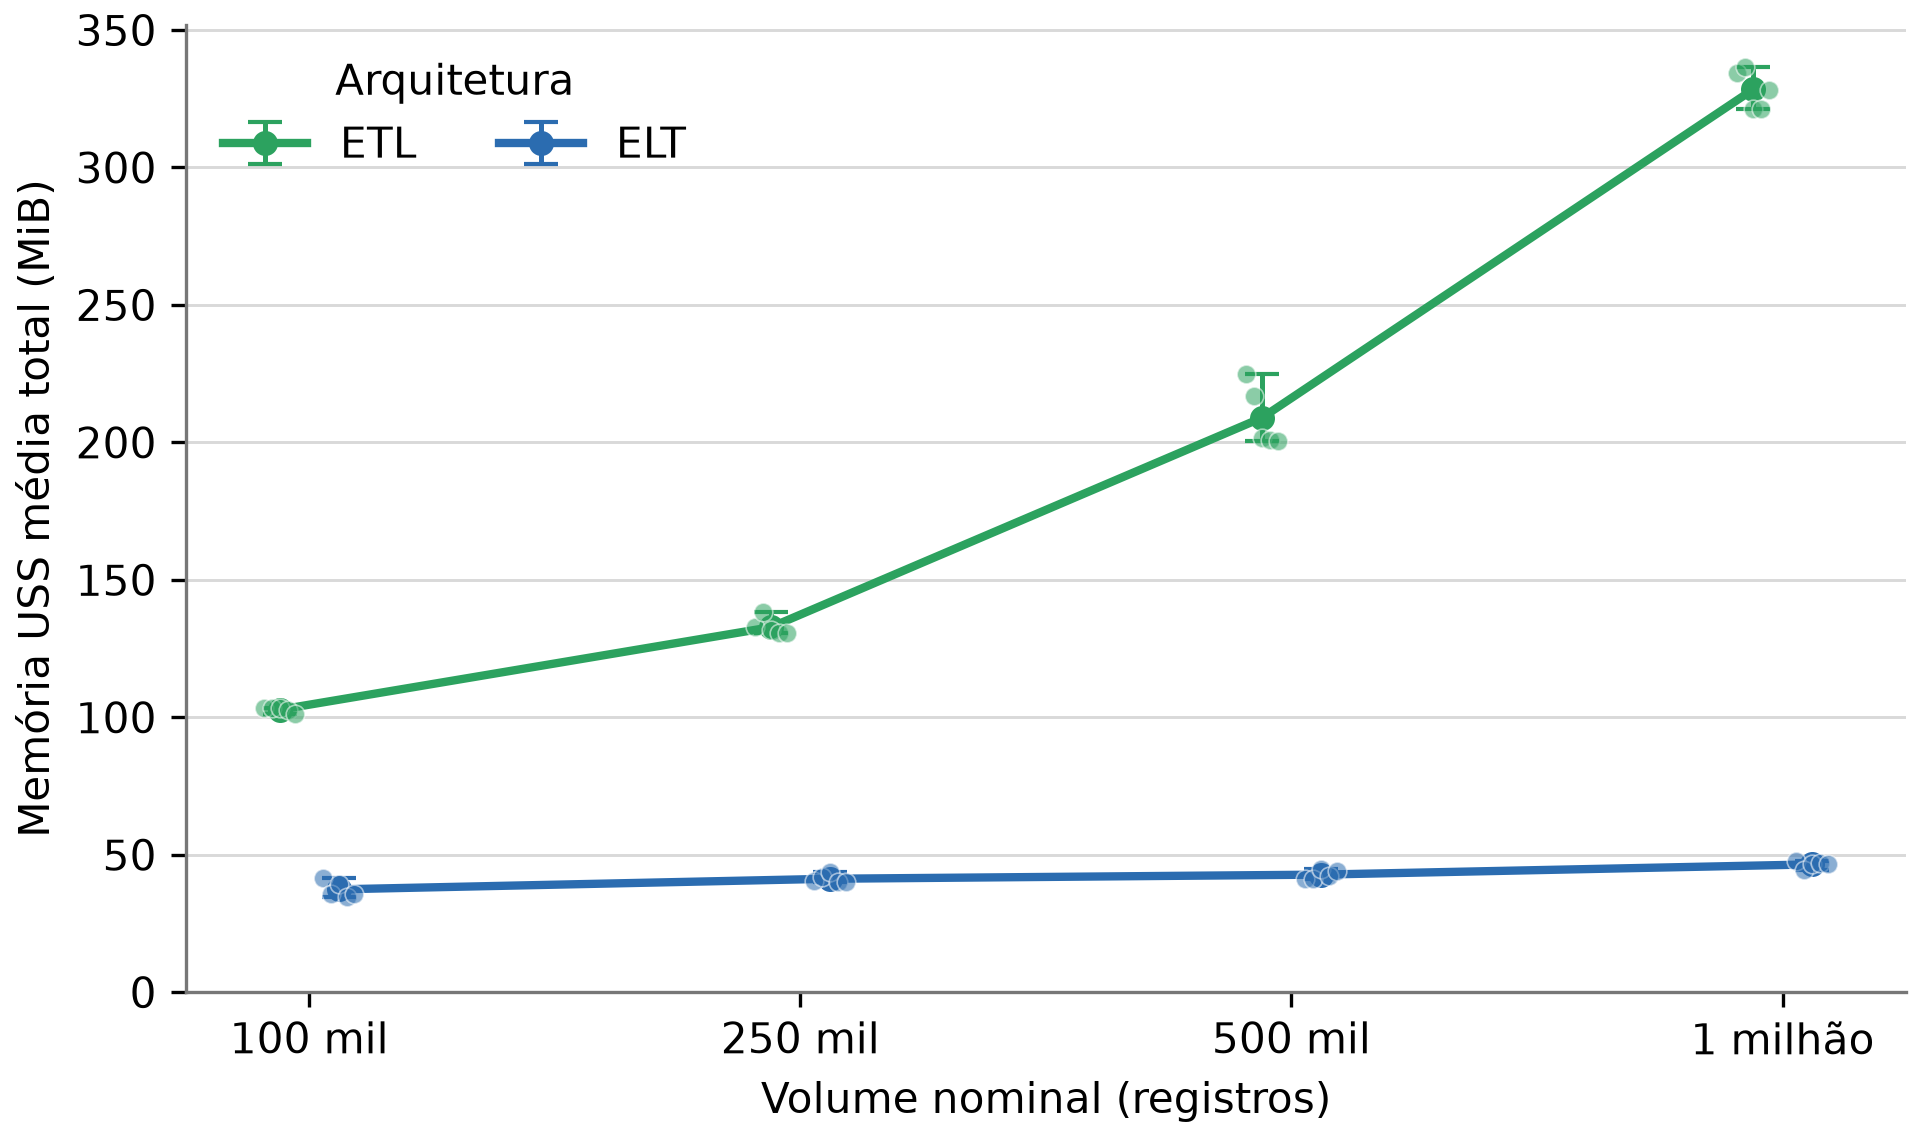 Memória USS média total (MiB)
350
300
250
200
150
100
50
0
Arquitetura
ETL ELT
100 mil 250 mil 500 mil 1 milhão
Volume nominal (registros)